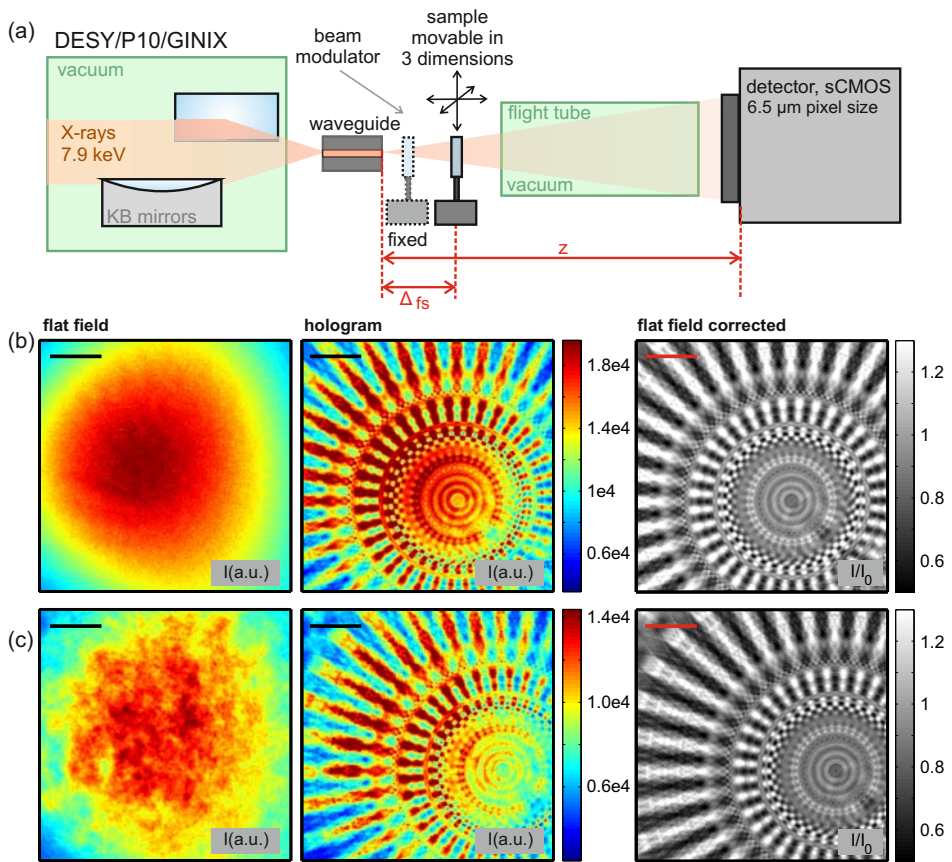 (a)
DESY/P10/GINIX
vacuum
X-rays
7.9 keV
KB mirrors
waveguide
beam
modulator
fixed
sample
movable in
3 dimensions
flight tube
vacuum
detector, sCMOS
6.5 µm pixel size
z
Δfs
flat field
hologram
flat field corrected
(b)
I(a.u.)
I(a.u.)
1.8e4
1.4e4
1e4
0.6e4
I/I0
1.2
1
0.8
0.6
(c)
I(a.u.)
I(a.u.)
1.4e4
1.0e4
0.6e4
I/I0
1.2
1
0.8
0.6